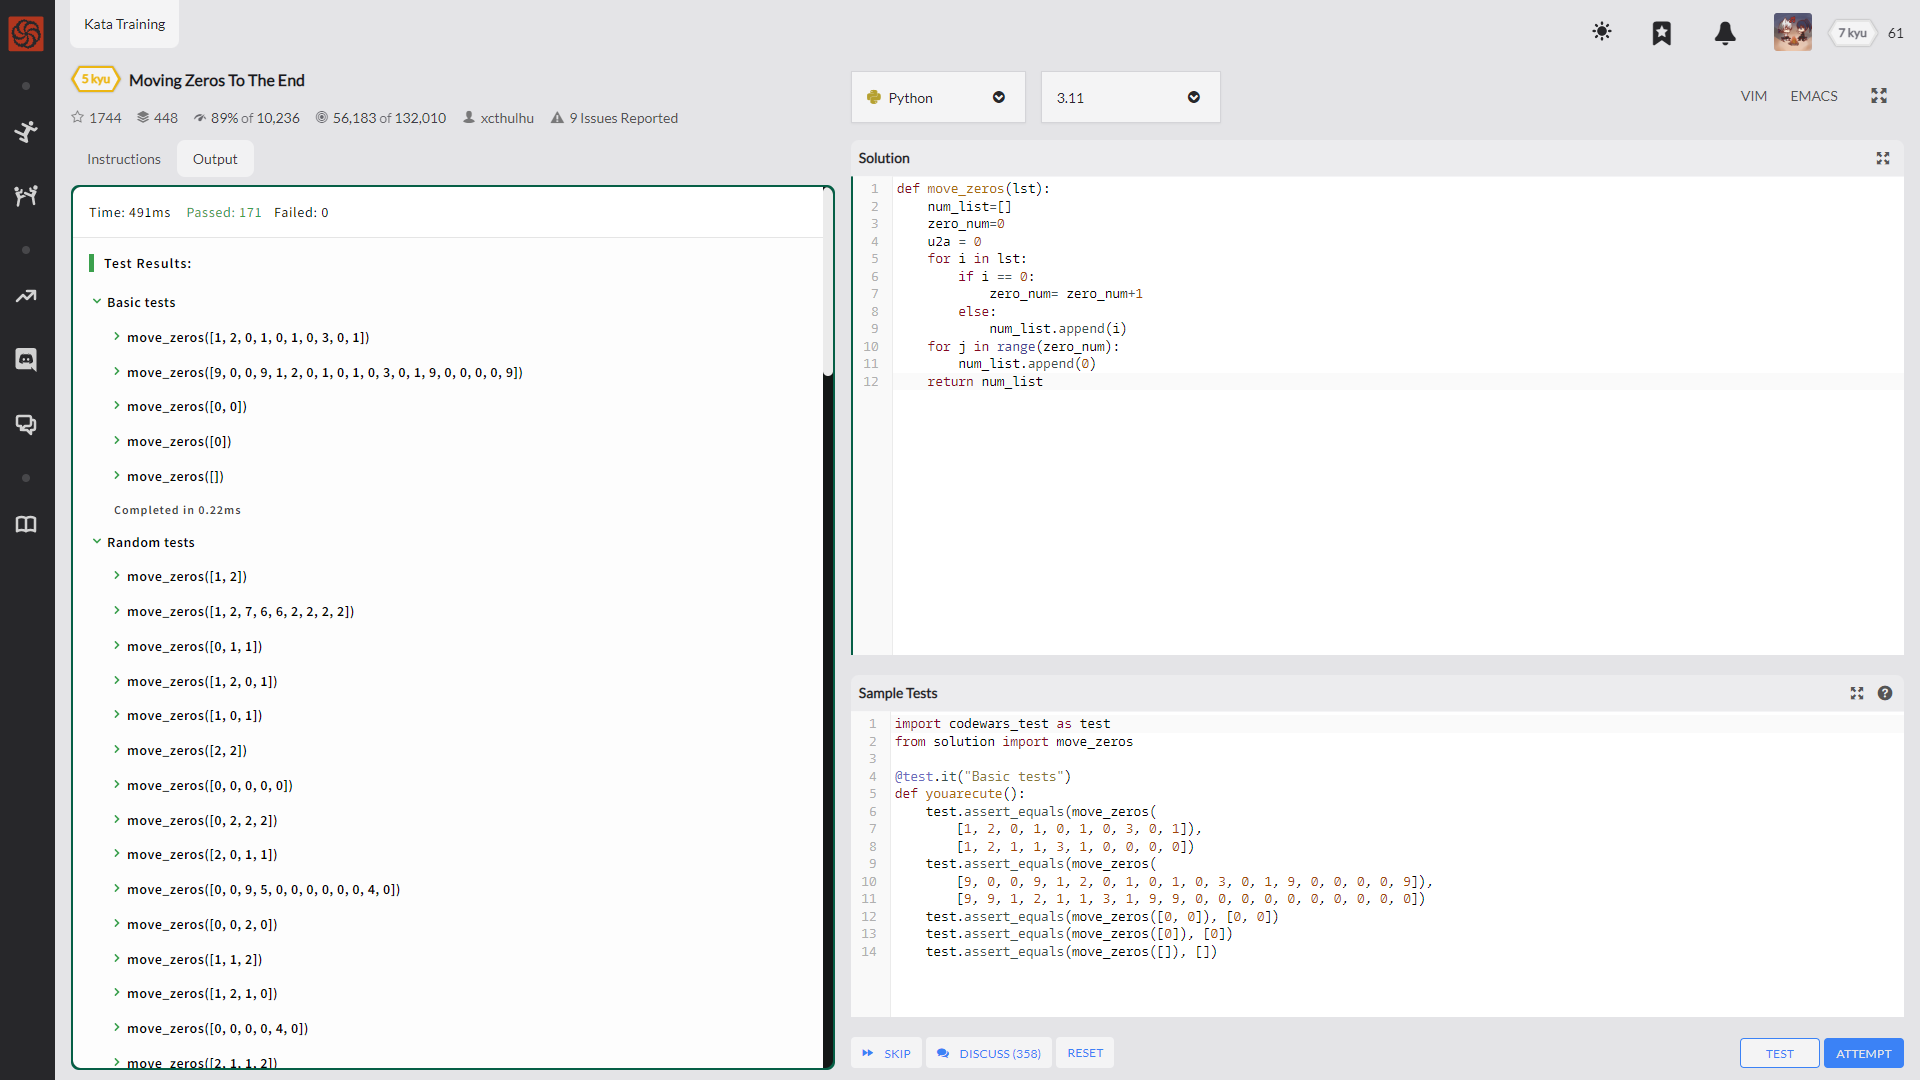 Kata Training
7 kyu
61
5 kyu
Moving Zeros To The End
1744
448
89% of 10,236
56,183 of 132,010
xcthulhu
9 Issues Reported
Python
3.11
VIM
EMACS
Instructions
Output
Time: 491ms
Passed: 171
Failed: 0
Test Results:
Basic tests
move_zeros([1, 2, 0, 1, 0, 1, 0, 3, 0, 1])
move_zeros([9, 0, 0, 9, 1, 2, 0, 1, 0, 1, 0, 3, 0, 1, 9, 0, 0, 0, 0, 9])
move_zeros([0, 0])
move_zeros([0])
move_zeros([])
Completed in 0.22ms
Random tests
move_zeros([1, 2])
move_zeros([1, 2, 7, 6, 6, 2, 2, 2, 2])
move_zeros([0, 1, 1])
move_zeros([1, 2, 0, 1])
move_zeros([1, 0, 1])
move_zeros([2, 2])
move_zeros([0, 0, 0, 0, 0])
move_zeros([0, 2, 2, 2])
move_zeros([2, 0, 1, 1])
move_zeros([0, 0, 9, 5, 0, 0, 0, 0, 0, 0, 4, 0])
move_zeros([0, 0, 2, 0])
move_zeros([1, 1, 2])
move_zeros([1, 2, 1, 0])
move_zeros([0, 0, 0, 0, 4, 0])
move_zeros([2, 1, 1, 2])
Solution
1 def move_zeros(lst):
2     num_list=[]
3     zero_num=0
4     u2a = 0
5     for i in lst:
6         if i == 0:
7             zero_num= zero_num+1
8         else:
9             num_list.append(i)
10     for j in range(zero_num):
11         num_list.append(0)
12     return num_list
Sample Tests
1 import codewars_test as test
2 from solution import move_zeros
3
4 @test.it("Basic tests")
5 def youarecute():
6     test.assert_equals(move_zeros(
7         [1, 2, 0, 1, 0, 1, 0, 3, 0, 1]),
8         [1, 2, 1, 1, 3, 1, 0, 0, 0, 0])
9     test.assert_equals(move_zeros(
10         [9, 0, 0, 9, 1, 2, 0, 1, 0, 1, 0, 3, 0, 1, 9, 0, 0, 0, 0, 9]),
11         [9, 9, 1, 2, 1, 1, 3, 1, 9, 9, 0, 0, 0, 0, 0, 0, 0, 0, 0, 0])
12     test.assert_equals(move_zeros([0, 0]), [0, 0])
13     test.assert_equals(move_zeros([0]), [0])
14     test.assert_equals(move_zeros([]), [])
SKIP
DISCUSS (358)
RESET
TEST
ATTEMPT